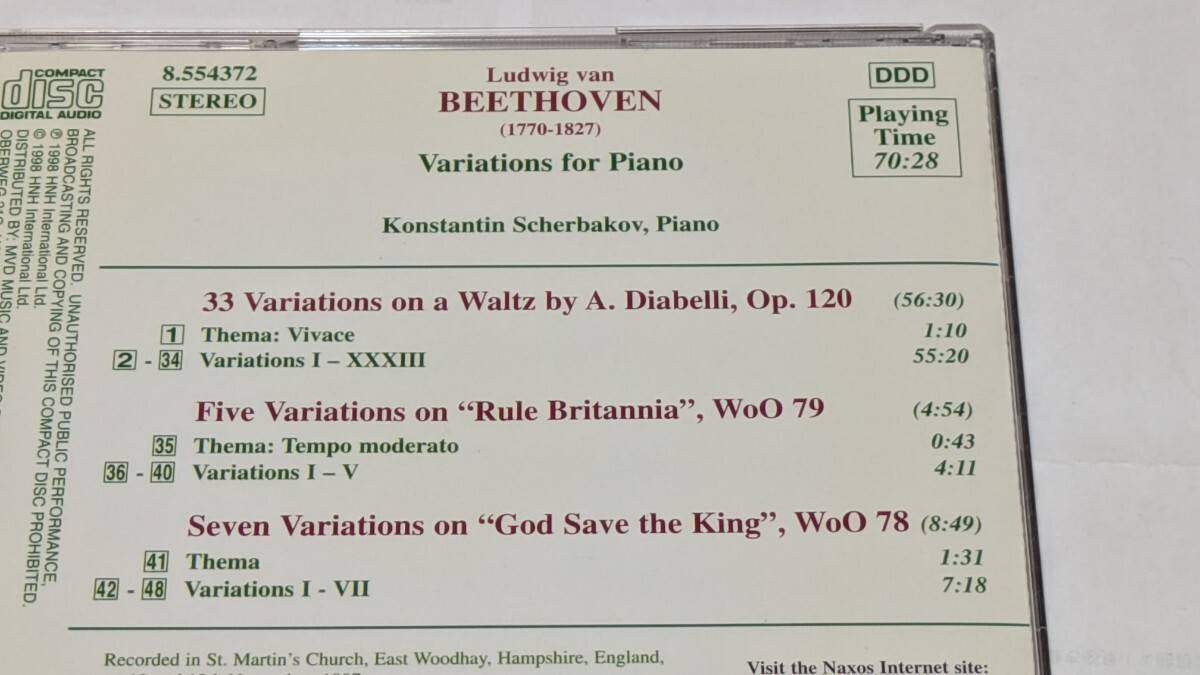 COMPACT
disc
DIGITAL AUDIO
8.554372
STEREO
Ludwig van
BEETHOVEN
(1770-1827)
Variations for Piano
DDD
Playing
Time
70:28
Konstantin Scherbakov, Piano
33 Variations on a Waltz by A. Diabelli, Op. 120 (56:30)
1 Thema: Vivace 1:10
2 - 34 Variations I – XXXIII 55:20
Five Variations on “Rule Britannia”, WoO 79 (4:54)
35 Thema: Tempo moderato 0:43
36 - 40 Variations I – V 4:11
Seven Variations on “God Save the King”, WoO 78 (8:49)
41 Thema 1:31
42 - 48 Variations I - VII 7:18
Recorded in St. Martin’s Church, East Woodhay, Hampshire, England,
Visit the Naxos Internet site:
ALL RIGHTS RESERVED. UNAUTHORISED PUBLIC PERFORMANCE,
BROADCASTING AND COPYING OF THIS COMPACT DISC PROHIBITED.
℗ 1998 HNH International Ltd.
© 1998 HNH International Ltd.
DISTRIBUTED BY: MVD MUSIC AND VIDEO
OBERWEG